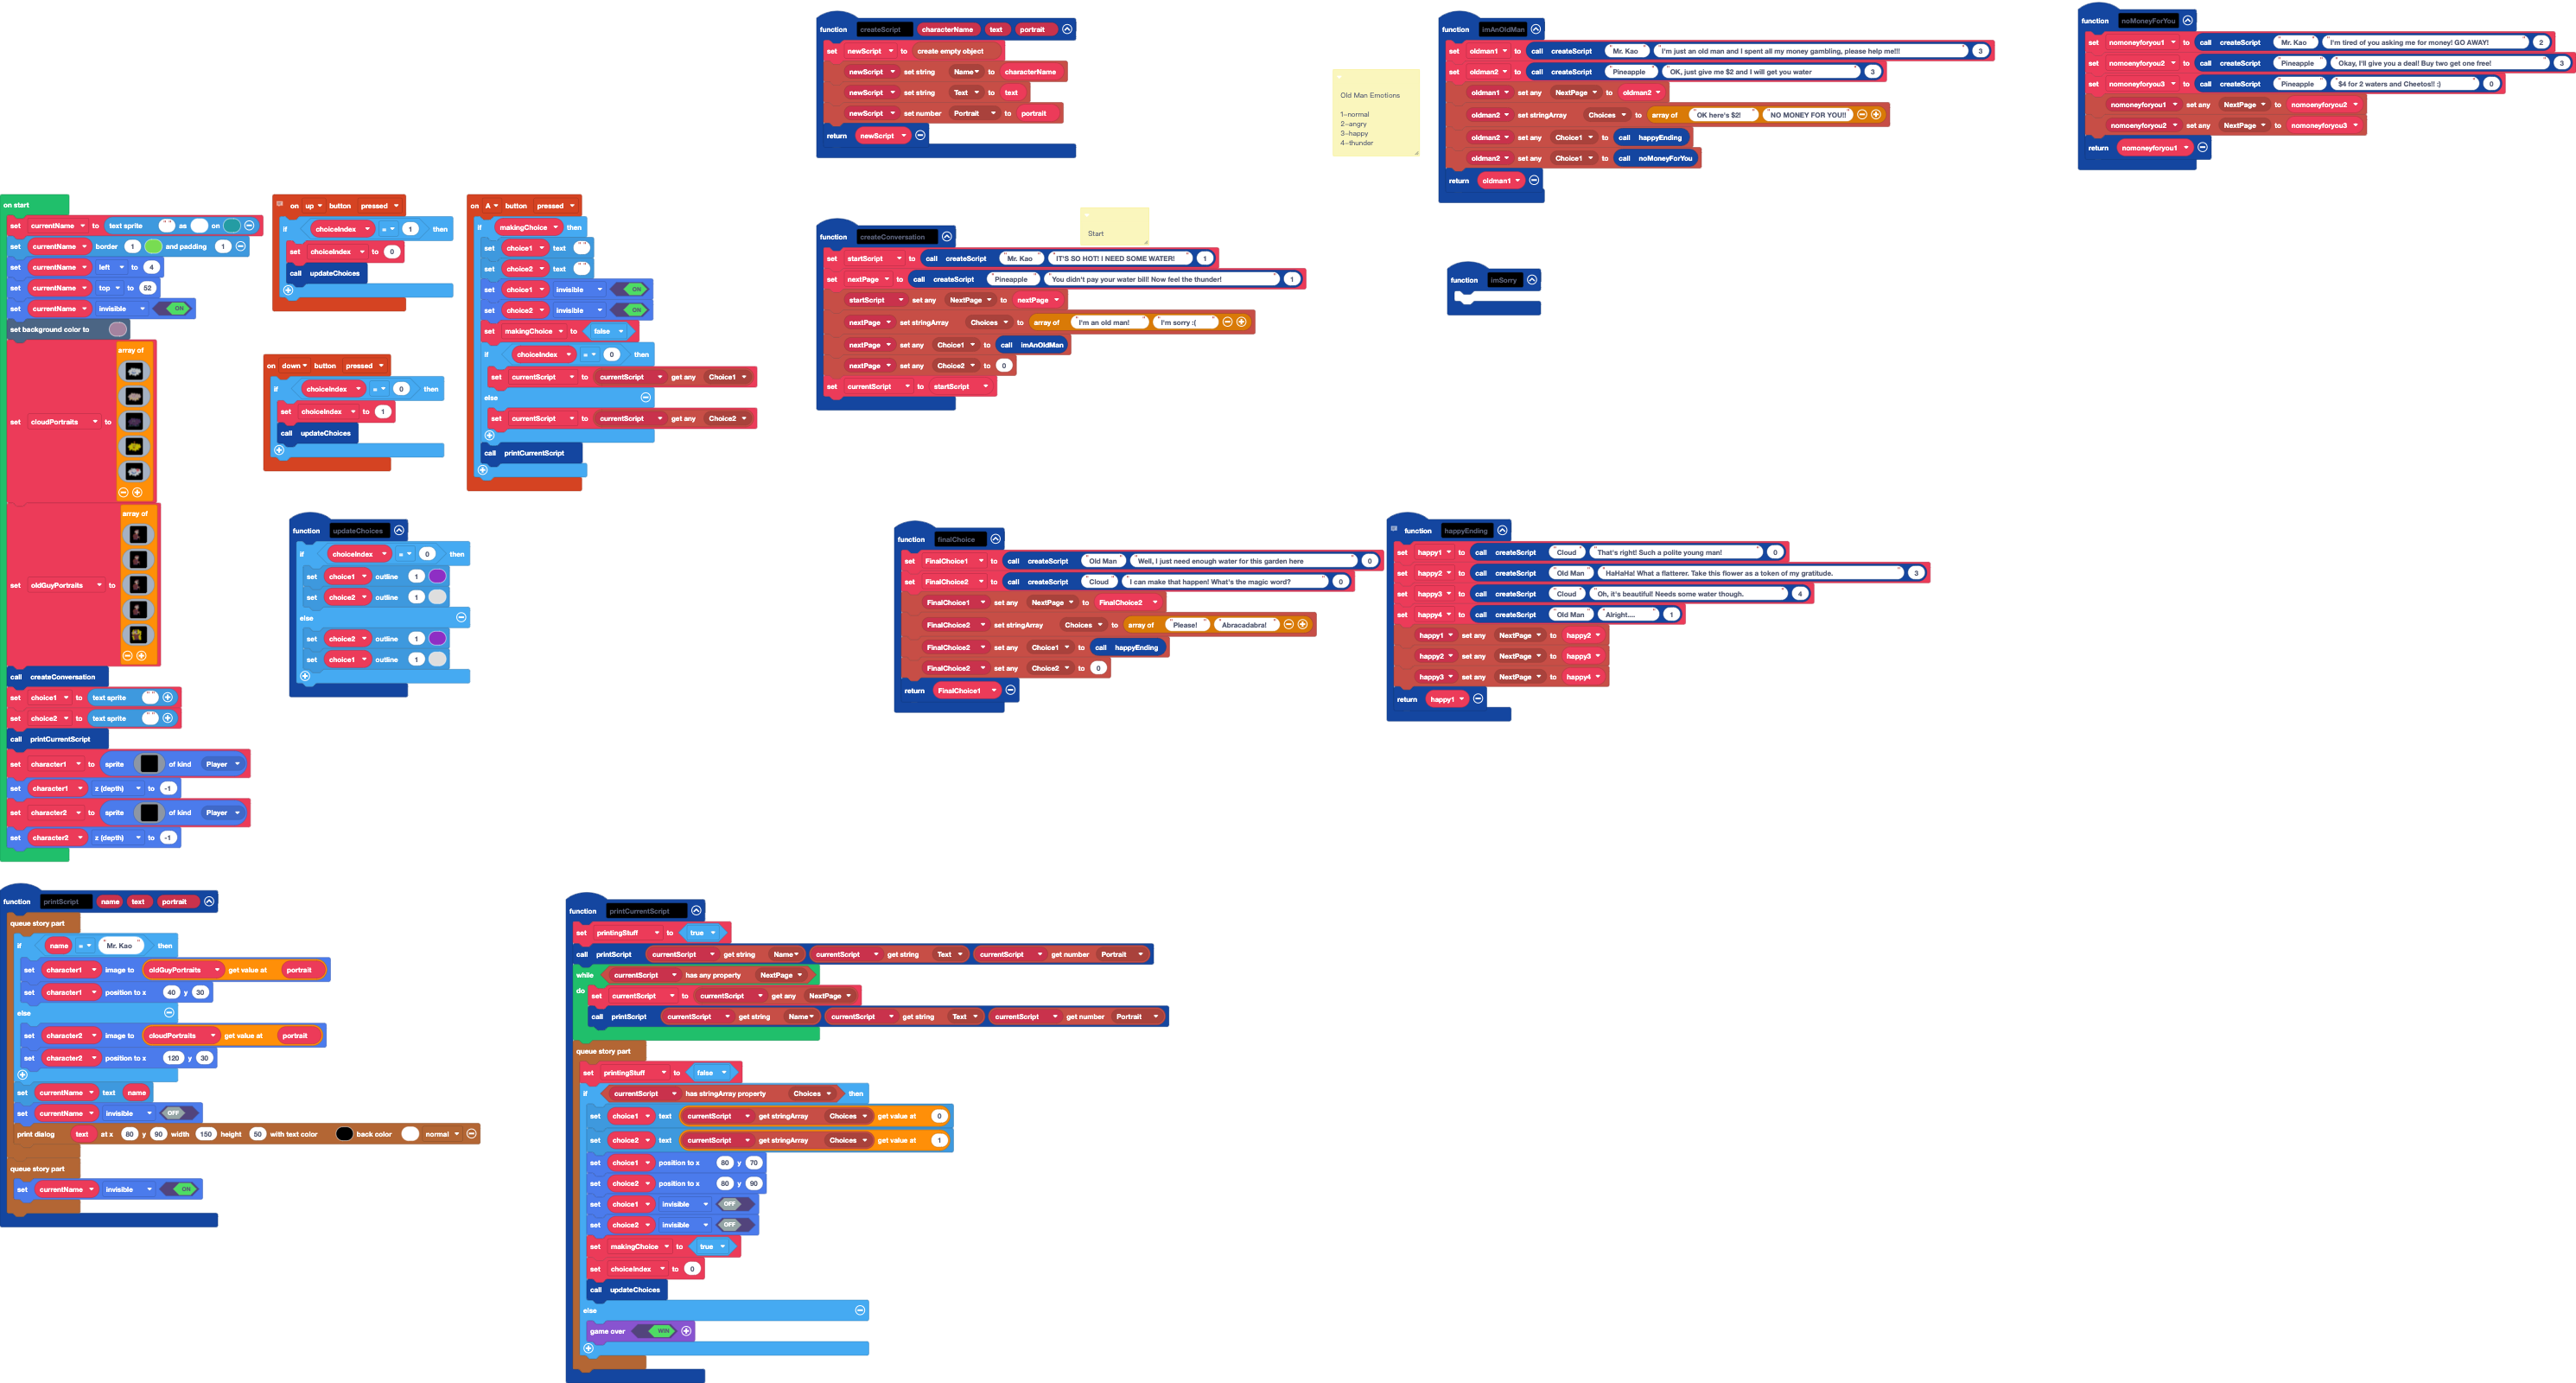 function createScript characterName text portrait
set newScript to create empty object
newScript set string Name to characterName
newScript set string Text to text
newScript set number Portrait to portrait
return newScript
Old Man Emotions
1-normal
2-angry
3-happy
4-thunder
function imAnOldMan
set oldman1 to call createScript "Mr. Kao" "I'm just an old man and I spent all my money gambling, please help me!!!" 3
set oldman2 to call createScript "Pineapple" "OK, just give me $2 and I will get you water" 3
oldman1 set any NextPage to oldman2
oldman2 set stringArray Choices to array of "OK here's $2!" "NO MONEY FOR YOU!!"
oldman2 set any Choice1 to call happyEnding
oldman2 set any Choice1 to call noMoneyForYou
return oldman1
function noMoneyForYou
set nomoneyforyou1 to call createScript "Mr. Kao" "I'm tired of you asking me for money! GO AWAY!" 2
set nomoenyforyou2 to call createScript "Pineapple" "Okay, I'll give you a deal! Buy two get one free!" 3
set nomoneyforyou3 to call createScript "Pineapple" "$4 for 2 waters and Cheetos!! :)" 0
nomoneyforyou1 set any NextPage to nomoenyforyou2
nomoenyforyou2 set any NextPage to nomoneyforyou3
return nomoneyforyou1
on start
set currentName to text sprite " " as on
set currentName border 1 and padding 1
set currentName left to 4
set currentName top to 52
set currentName invisible ON
set background color to
set cloudPortraits to array of
set oldGuyPortraits to array of
call createConversation
set choice1 to text sprite " "
set choice2 to text sprite " "
call printCurrentScript
set character1 to sprite of kind Player
set character1 z (depth) to -1
set character2 to sprite of kind Player
set character2 z (depth) to -1
on up button pressed
if choiceIndex = 1 then
set choiceIndex to 0
call updateChoices
on down button pressed
if choiceIndex = 0 then
set choiceIndex to 1
call updateChoices
on A button pressed
if makingChoice then
set choice1 text " "
set choice2 text " "
set choice1 invisible ON
set choice2 invisible ON
set makingChoice to false
if choiceIndex = 0 then
set currentScript to currentScript get any Choice1
else
set currentScript to currentScript get any Choice2
call printCurrentScript
Start
function createConversation
set startScript to call createScript "Mr. Kao" "IT'S SO HOT! I NEED SOME WATER!" 1
set nextPage to call createScript "Pineapple" "You didn't pay your water bill! Now feel the thunder!" 1
startScript set any NextPage to nextPage
nextPage set stringArray Choices to array of "I'm an old man!" "I'm sorry :("
nextPage set any Choice1 to call imAnOldMan
nextPage set any Choice2 to 0
set currentScript to startScript
function imSorry
function updateChoices
if choiceIndex = 0 then
set choice1 outline 1
set choice2 outline 1
else
set choice2 outline 1
set choice1 outline 1
function finalChoice
set FinalChoice1 to call createScript "Old Man" "Well, I just need enough water for this garden here" 0
set FinalChoice2 to call createScript "Cloud" "I can make that happen! What's the magic word?" 0
FinalChoice1 set any NextPage to FinalChoice2
FinalChoice2 set stringArray Choices to array of "Please!" "Abracadabra!"
FinalChoice2 set any Choice1 to call happyEnding
FinalChoice2 set any Choice2 to 0
return FinalChoice1
function happyEnding
set happy1 to call createScript "Cloud" "That's right! Such a polite young man!" 0
set happy2 to call createScript "Old Man" "HaHaHa! What a flatterer. Take this flower as a token of my gratitude." 3
set happy3 to call createScript "Cloud" "Oh, it's beautiful! Needs some water though." 4
set happy4 to call createScript "Old Man" "Alright...." 1
happy1 set any NextPage to happy2
happy2 set any NextPage to happy3
happy3 set any NextPage to happy4
return happy1
function printScript name text portrait
queue story part
if name = "Mr. Kao" then
set character1 image to oldGuyPortraits get value at portrait
set character1 position to x 40 y 30
else
set character2 image to cloudPortraits get value at portrait
set character2 position to x 120 y 30
set currentName text name
set currentName invisible OFF
print dialog text at x 80 y 90 width 150 height 50 with text color back color normal
queue story part
set currentName invisible ON
function printCurrentScript
set printingStuff to true
call printScript currentScript get string Name currentScript get string Text currentScript get number Portrait
while currentScript has any property NextPage
do
set currentScript to currentScript get any NextPage
call printScript currentScript get string Name currentScript get string Text currentScript get number Portrait
queue story part
set printingStuff to false
if currentScript has stringArray property Choices then
set choice1 text currentScript get stringArray Choices get value at 0
set choice2 text currentScript get stringArray Choices get value at 1
set choice1 position to x 80 y 70
set choice2 position to x 80 y 90
set choice1 invisible OFF
set choice2 invisible OFF
set makingChoice to true
set choiceIndex to 0
call updateChoices
else
game over WIN